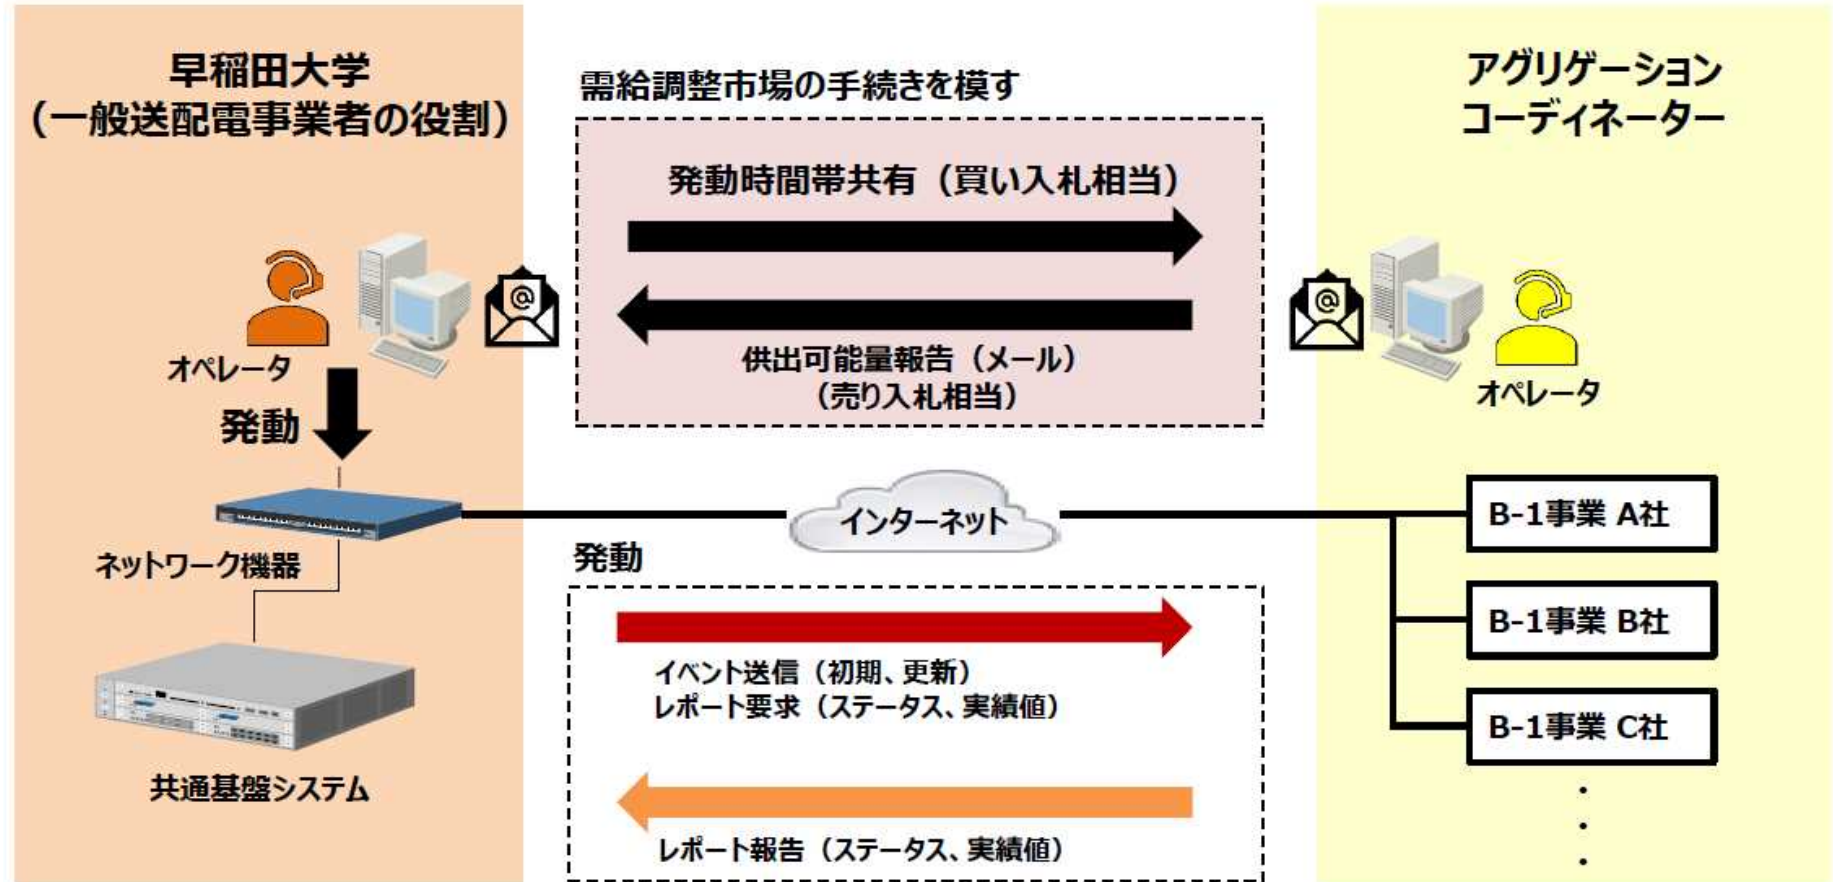 早稲田大学
（一般送配電事業者の役割）
需給調整市場の手続きを模す
発動時間帯共有（買い入札相当）
供出可能量報告（メール）
（売り入札相当）
アグリゲーション
コーディネーター
@
@
オペレータ
オペレータ
発動
ネットワーク機器
共通基盤システム
インターネット
発動
イベント送信（初期、更新）
レポート要求（ステータス、実績値）
レポート報告（ステータス、実績値）
B-1事業 A社
B-1事業 B社
B-1事業 C社
・
・
・